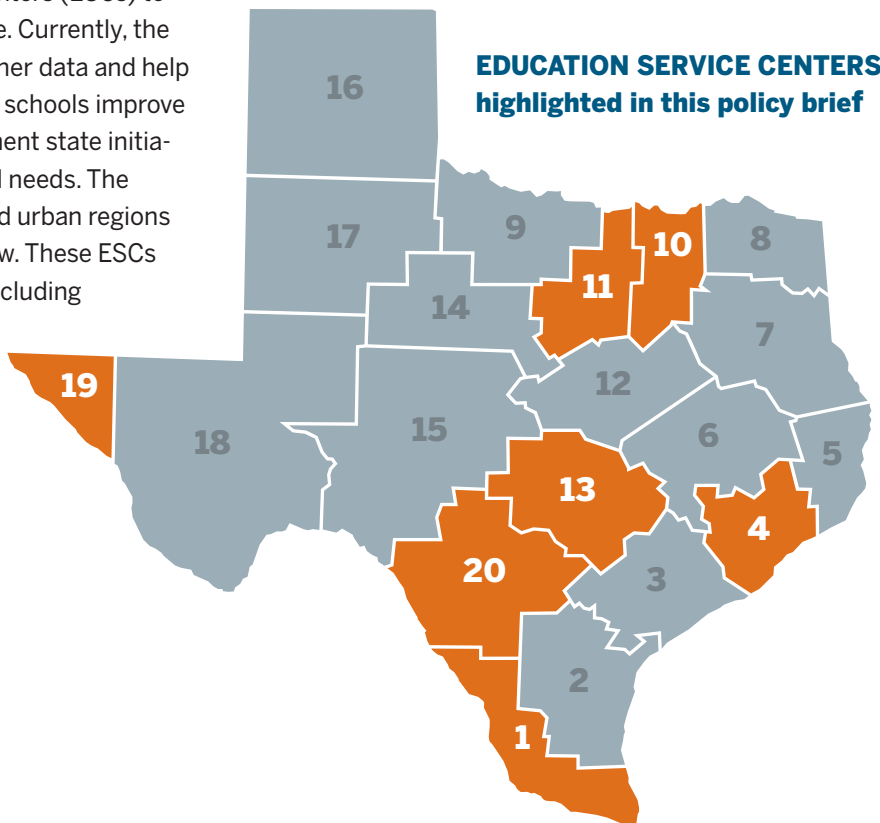 e. Currently, the
her data and help
schools improve
ment state initia-
l needs. The
d urban regions
w. These ESCs
cluding
EDUCATION SERVICE CENTERS
highlighted in this policy brief
16
17
9
11
10
8
14
7
19
18
15
12
6
5
13
4
20
3
2
1